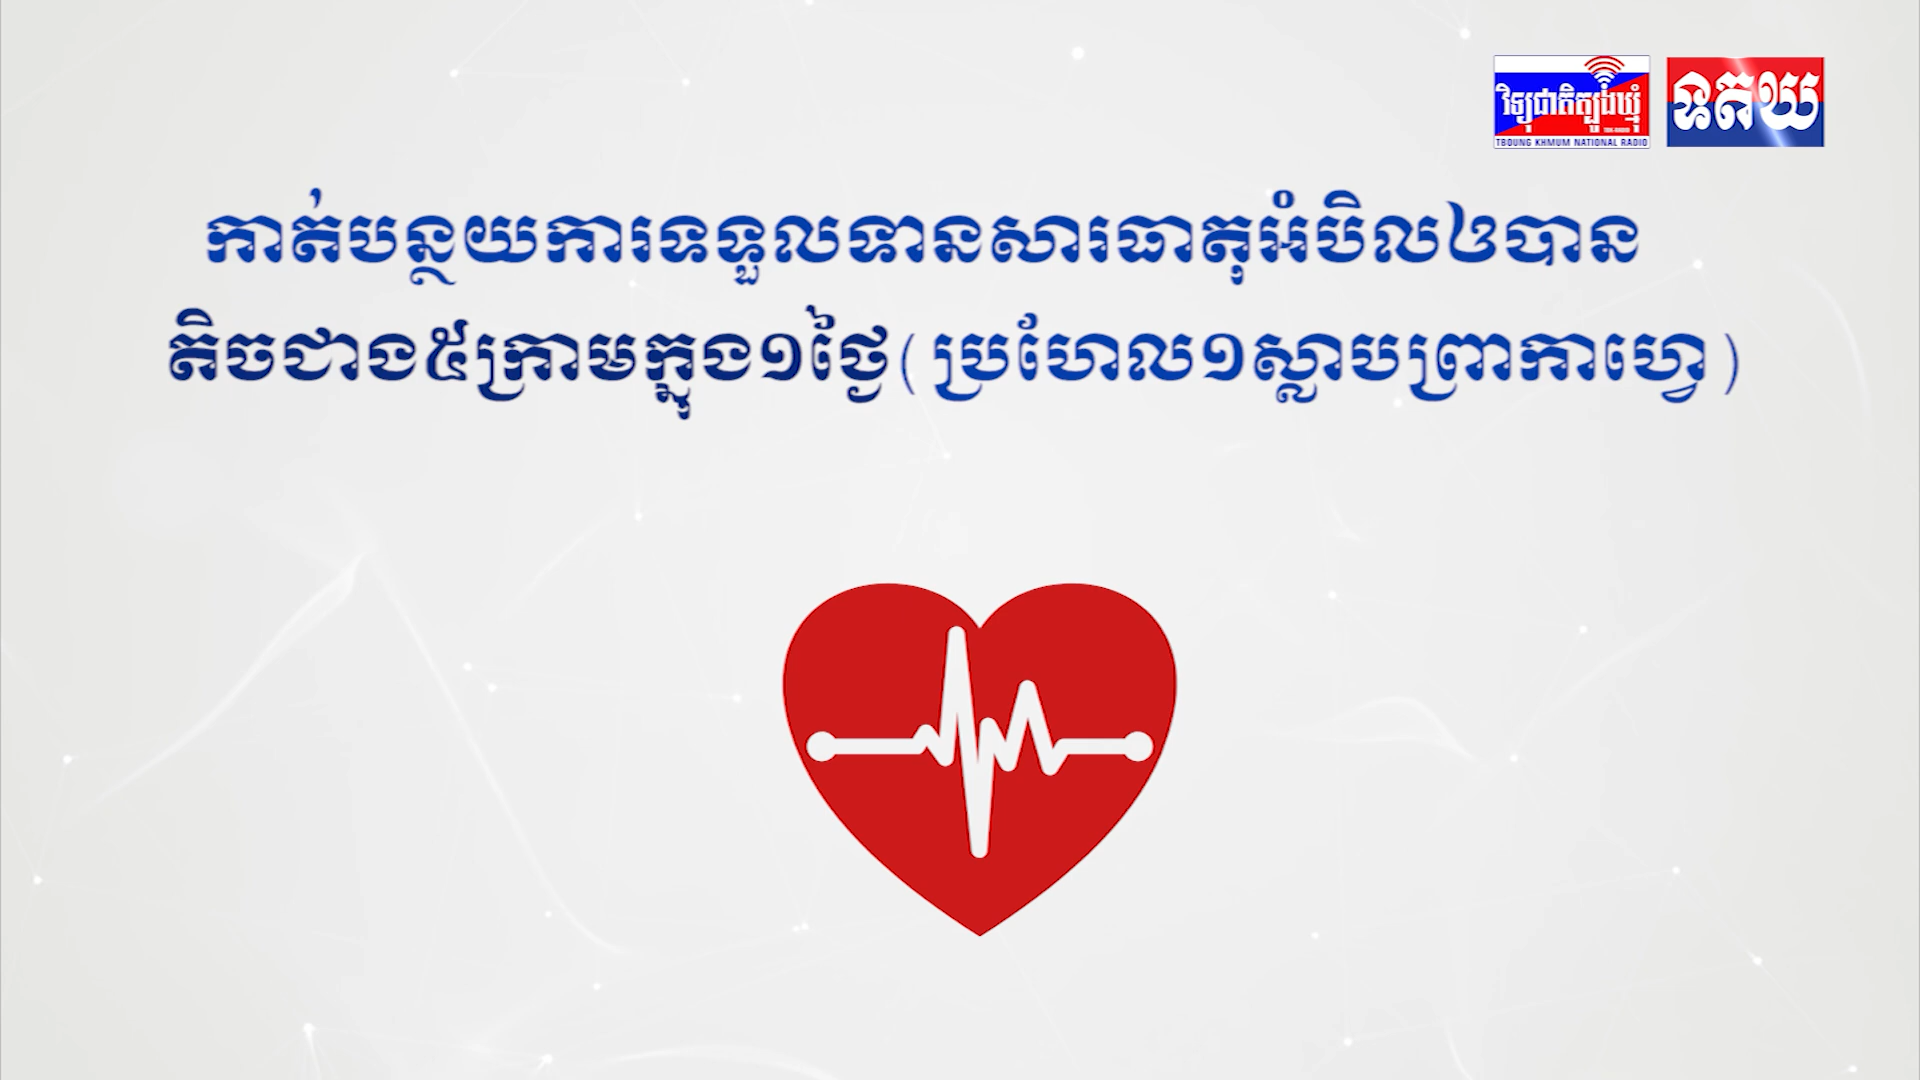 វិទ្យុជាតិត្បូងឃ្មុំ
TBK-RADIO
TBOUNG KHMUM NATIONAL RADIO
ទតឃ
កាត់បន្ថយការទទួលទានសារធាតុអំបិលឲបាន
តិចជាង៥ក្រាមក្នុង១ថ្ងៃ(ប្រហែល១ស្លាបព្រាកាហ្វេ)